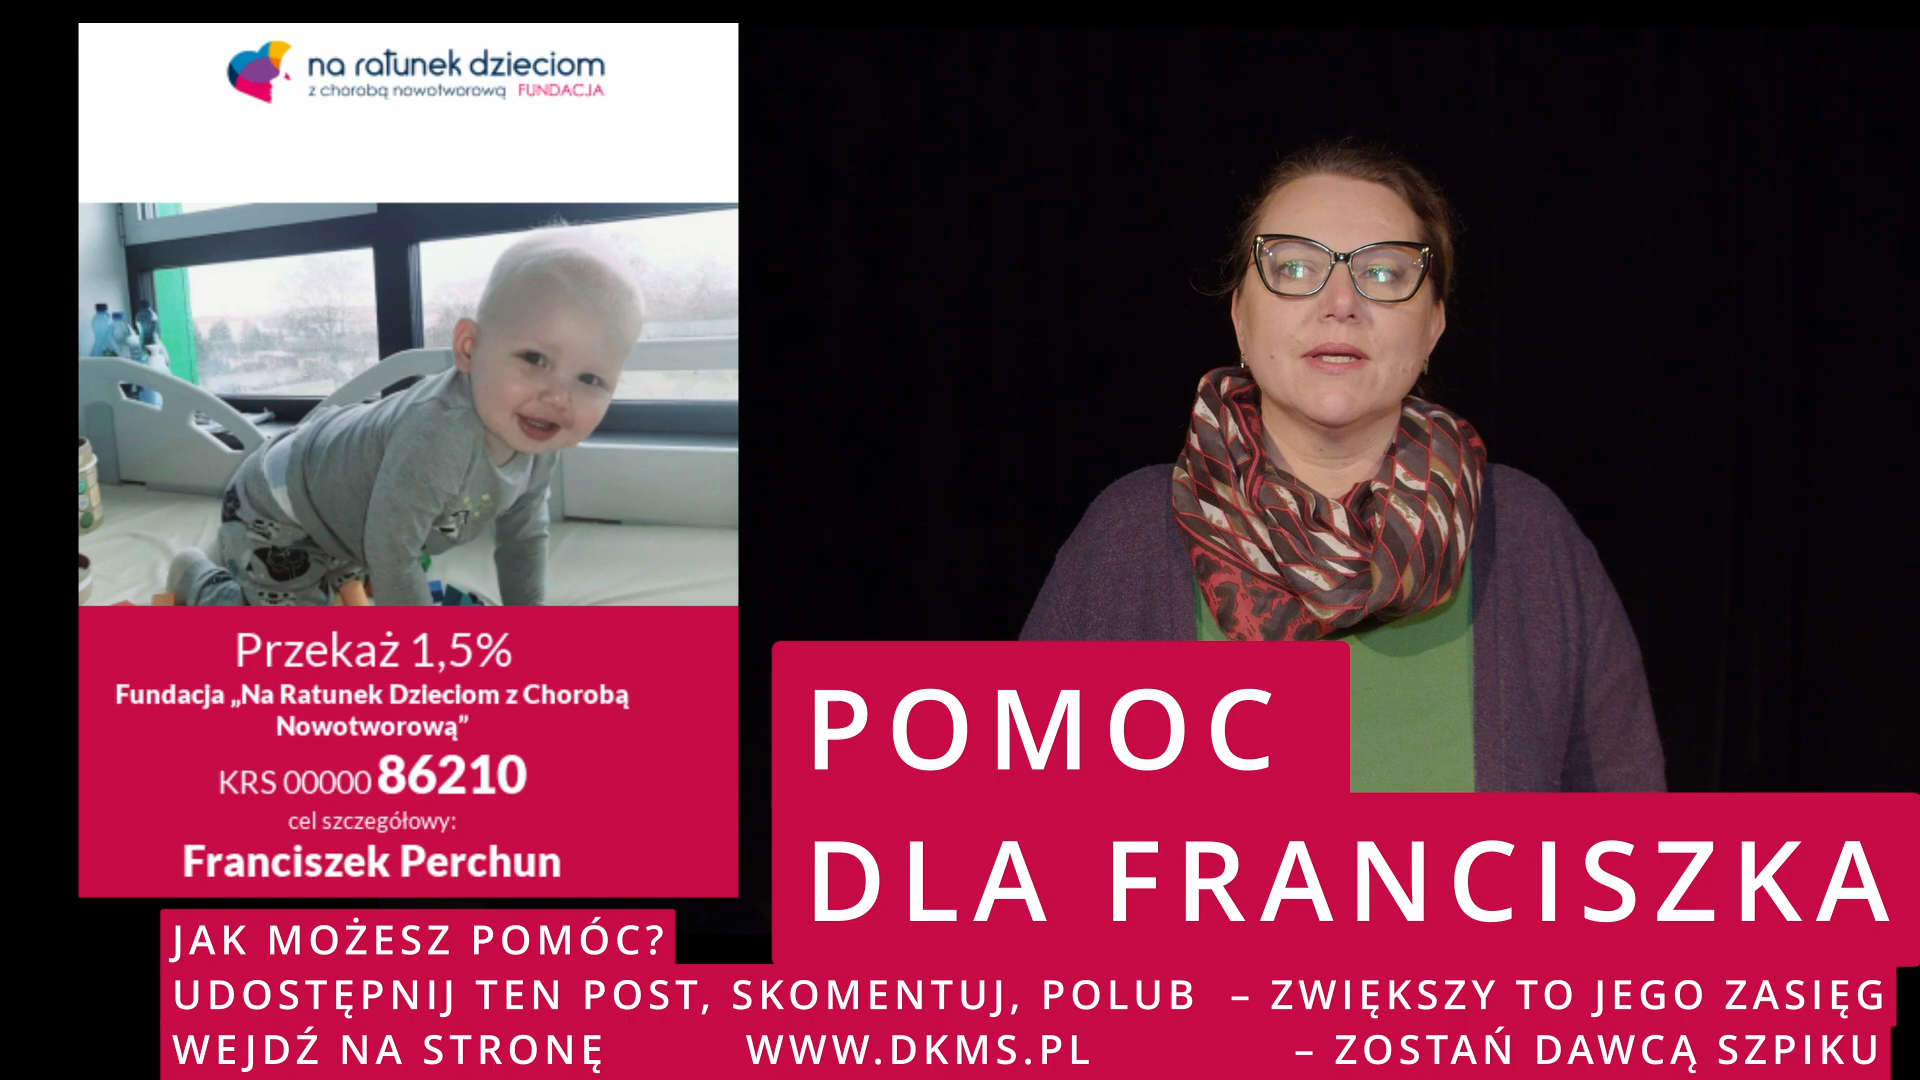 na ratunek dzieciom
z chorobą nowotworową FUNDACJA
Przekaż 1,5%
Fundacja „Na Ratunek Dzieciom z Chorobą
Nowotworową”
KRS 00000 86210
cel szczegółowy:
Franciszek Perchun
POMOC
DLA FRANCISZKA
JAK MOŻESZ POMÓC?
UDOSTĘPNIJ TEN POST, SKOMENTUJ, POLUB – ZWIĘKSZY TO JEGO ZASIĘG
WEJDŹ NA STRONĘ WWW.DKMS.PL – ZOSTAŃ DAWCĄ SZPIKU